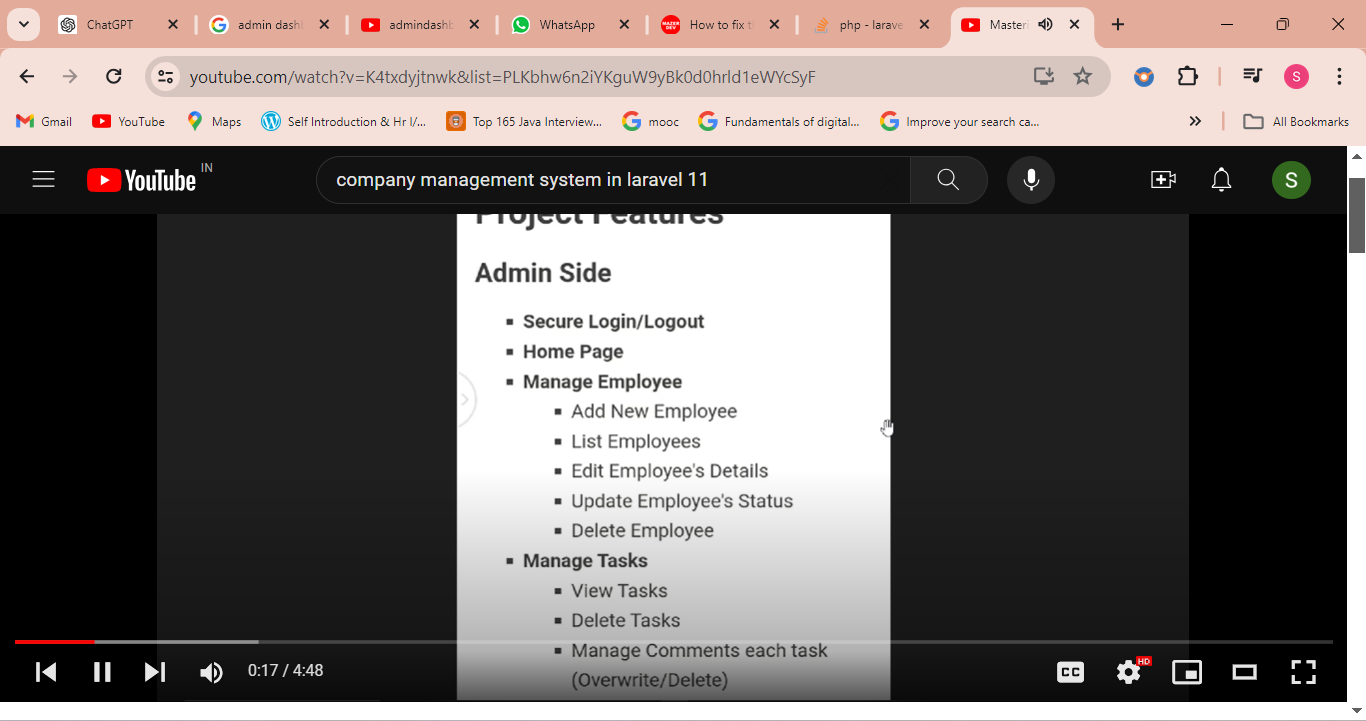 ChatGPT
admin dash
admindashb
WhatsApp
How to fix t
php - larave
Master
youtube.com/watch?v=K4txdyjtnwk&list=PLKbhw6n2iYKguW9yBk0d0hrld1eWYcSyF
S
Gmail
YouTube
Maps
Self Introduction & Hr I/...
Top 165 Java Interview...
mooc
Fundamentals of digital...
Improve your search ca...
All Bookmarks
YouTube IN
company management system in laravel 11
S
Project Features
Admin Side
▪ Secure Login/Logout
▪ Home Page
▪ Manage Employee
▪ Add New Employee
▪ List Employees
▪ Edit Employee's Details
▪ Update Employee's Status
▪ Delete Employee
▪ Manage Tasks
▪ View Tasks
▪ Delete Tasks
▪ Manage Comments each task
(Overwrite/Delete)
0:17 / 4:48
CC
HD